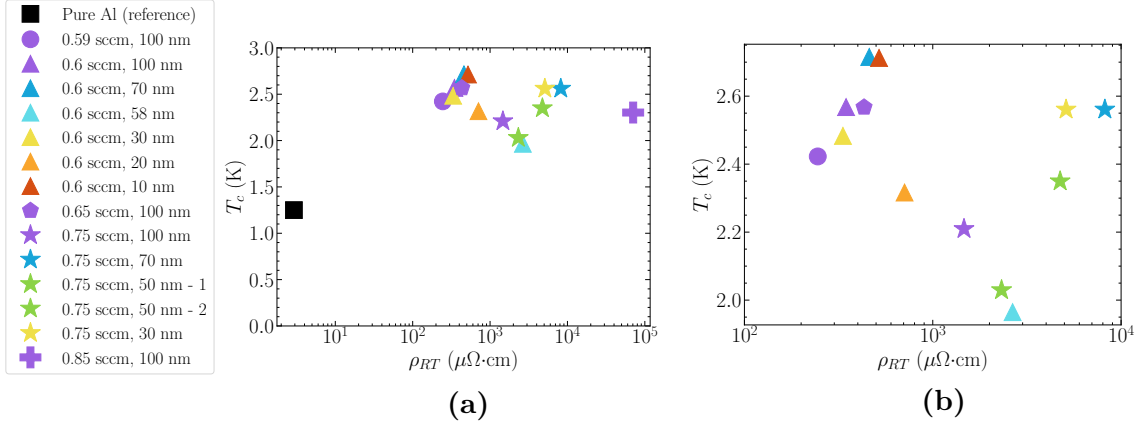 Pure Al (reference)
0.59 sccm, 100 nm
0.6 sccm, 100 nm
0.6 sccm, 70 nm
0.6 sccm, 58 nm
0.6 sccm, 30 nm
0.6 sccm, 20 nm
0.6 sccm, 10 nm
0.65 sccm, 100 nm
0.75 sccm, 100 nm
0.75 sccm, 70 nm
0.75 sccm, 50 nm - 1
0.75 sccm, 50 nm - 2
0.75 sccm, 30 nm
0.85 sccm, 100 nm
T_c (K)
3.0
2.5
2.0
1.5
1.0
0.5
0.0
10^1 10^2 10^3 10^4 10^5
ρ_RT (μΩ·cm)
(a)
T_c (K)
2.6
2.4
2.2
2.0
10^2 10^3 10^4
ρ_RT (μΩ·cm)
(b)